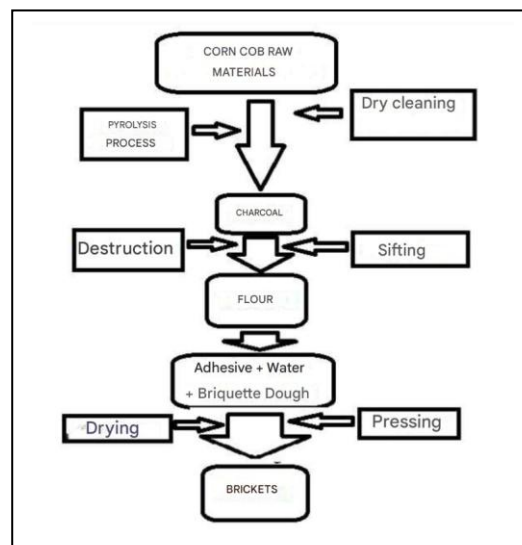 CORN COB RAW
MATERIALS
Dry cleaning
PYROLYSIS
PROCESS
CHARCOAL
Destruction
Sifting
FLOUR
Adhesive + Water
+ Briquette Dough
Drying
Pressing
BRICKETS